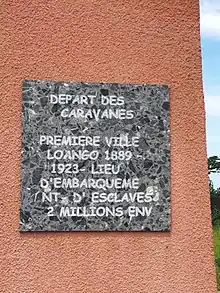 DEPART DES
CARAVANES
PREMIERE VILLE
LOANGO 1889 -
1923- LIEU
D'EMBARQUEME
NT- D' ESCLAVES
2 MILLIONS ENV